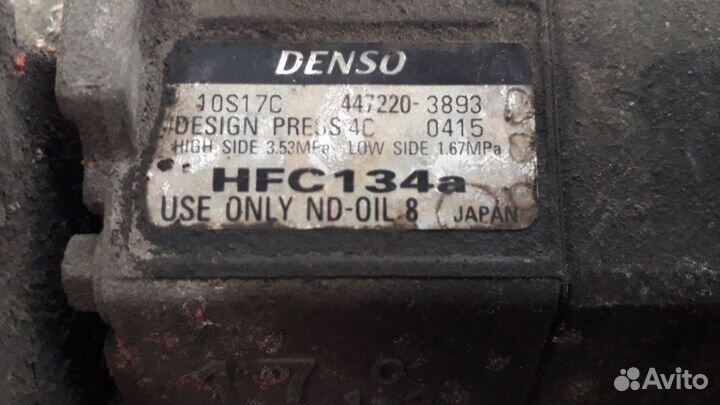 DENSO
10S17C 447220-3893
DESIGN PRESS 4C 0415
HIGH SIDE 3.53MPa LOW SIDE 1.67MPa
HFC134a
USE ONLY ND-OIL 8 JAPAN
17
Avito